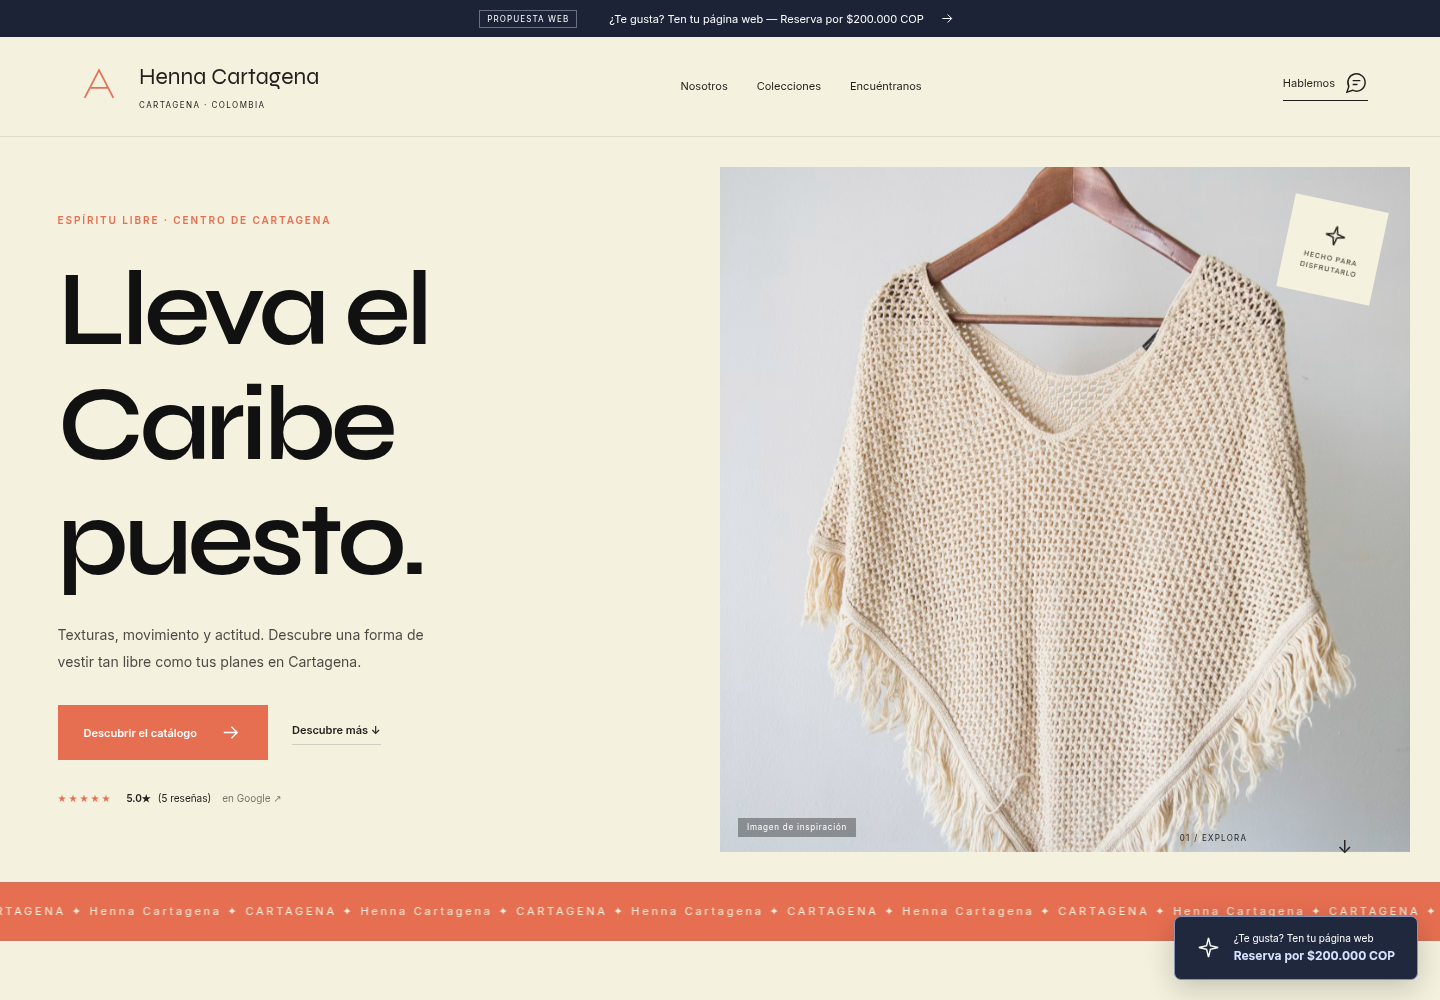 PROPUESTA WEB
¿Te gusta? Ten tu página web — Reserva por $200.000 COP →
Henna Cartagena
CARTAGENA · COLOMBIA
Nosotros
Colecciones
Encuéntranos
Hablemos
ESPÍRITU LIBRE · CENTRO DE CARTAGENA
Lleva el
Caribe
puesto.
Texturas, movimiento y actitud. Descubre una forma de
vestir tan libre como tus planes en Cartagena.
Descubrir el catálogo →
Descubre más ↓
★★★★★ 5.0★ (5 reseñas) en Google ↗
HECHO PARA
DISFRUTARLO
Imagen de inspiración
01 / EXPLORA ↓
RTAGENA ✦ Henna Cartagena ✦ CARTAGENA ✦ Henna Cartagena ✦ CARTAGENA ✦ Henna Cartagena ✦ CARTAGENA ✦ Henna Cartagena ✦ CARTAGENA ✦ Henna Cartagena ✦ CARTAGENA ✦
¿Te gusta? Ten tu página web
Reserva por $200.000 COP